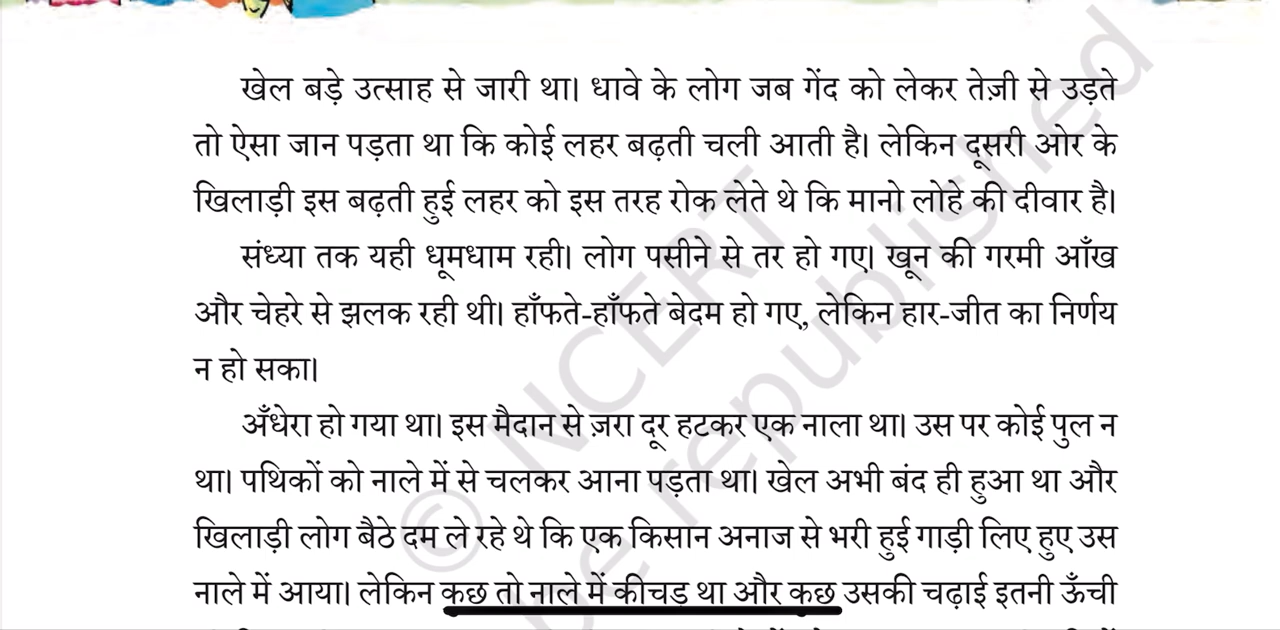 खेल बड़े उत्साह से जारी था। धावे के लोग जब गेंद को लेकर तेज़ी से उड़ते
तो ऐसा जान पड़ता था कि कोई लहर बढ़ती चली आती है। लेकिन दूसरी ओर के
खिलाड़ी इस बढ़ती हुई लहर को इस तरह रोक लेते थे कि मानो लोहे की दीवार है।
संध्या तक यही धूमधाम रही। लोग पसीने से तर हो गए। खून की गरमी आँख
और चेहरे से झलक रही थी। हाँफते-हाँफते बेदम हो गए, लेकिन हार-जीत का निर्णय
न हो सका।
अँधेरा हो गया था। इस मैदान से ज़रा दूर हटकर एक नाला था। उस पर कोई पुल न
था। पथिकों को नाले में से चलकर आना पड़ता था। खेल अभी बंद ही हुआ था और
खिलाड़ी लोग बैठे दम ले रहे थे कि एक किसान अनाज से भरी हुई गाड़ी लिए हुए उस
नाले में आया। लेकिन कुछ तो नाले में कीचड़ था और कुछ उसकी चढ़ाई इतनी ऊँची
© NCERT
be republished